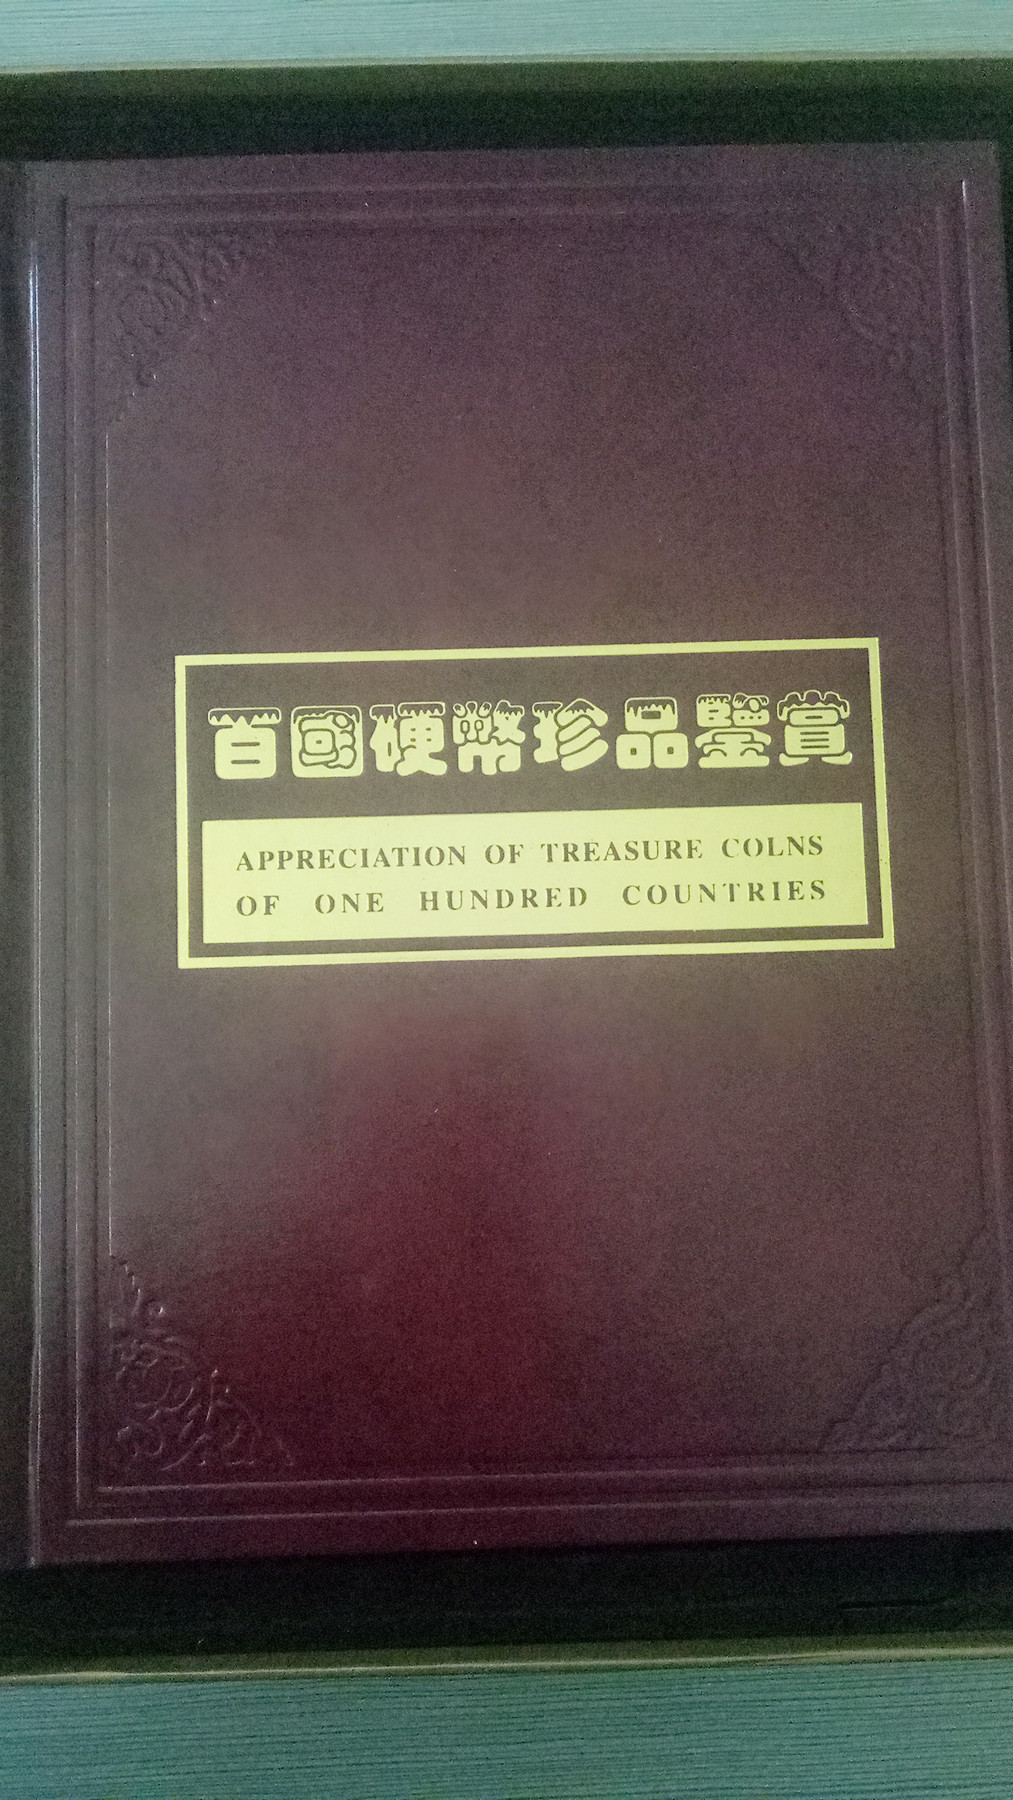 百國硬幣珍品鑒賞
APPRECIATION OF TREASURE COLNS
OF ONE HUNDRED COUNTRIES